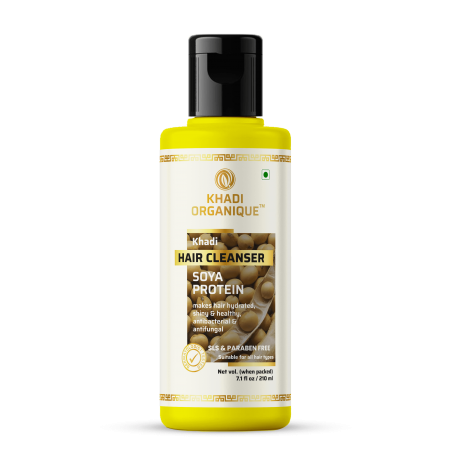 KHADI
ORGANIQUE™
Khadi
HAIR CLEANSER
SOYA
PROTEIN
makes hair hydrated,
shiny & healthy,
antibacterial &
antifungal
SLS & PARABEN FREE
Suitable for all hair types
Net vol. (when packed)
7.1 fl oz / 210 ml